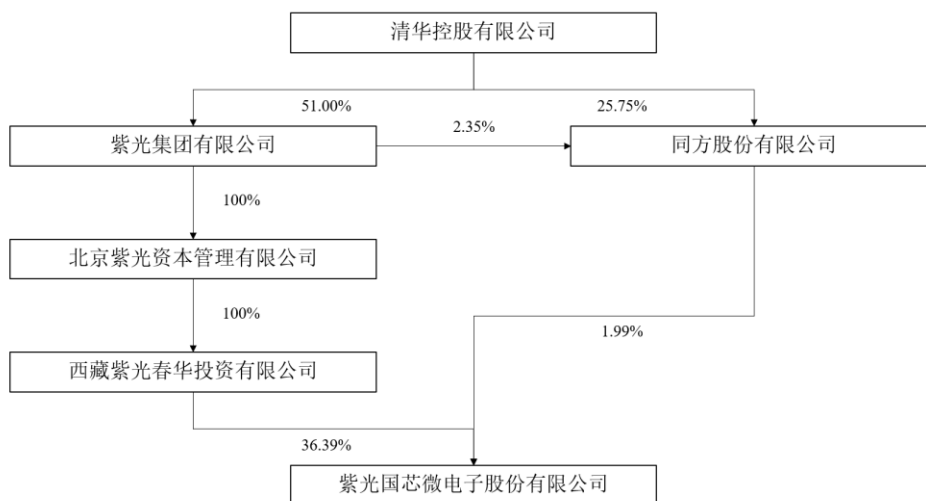 清华控股有限公司
51.00%
25.75%
紫光集团有限公司
2.35%
同方股份有限公司
100%
北京紫光资本管理有限公司
100%
1.99%
西藏紫光春华投资有限公司
36.39%
紫光国芯微电子股份有限公司